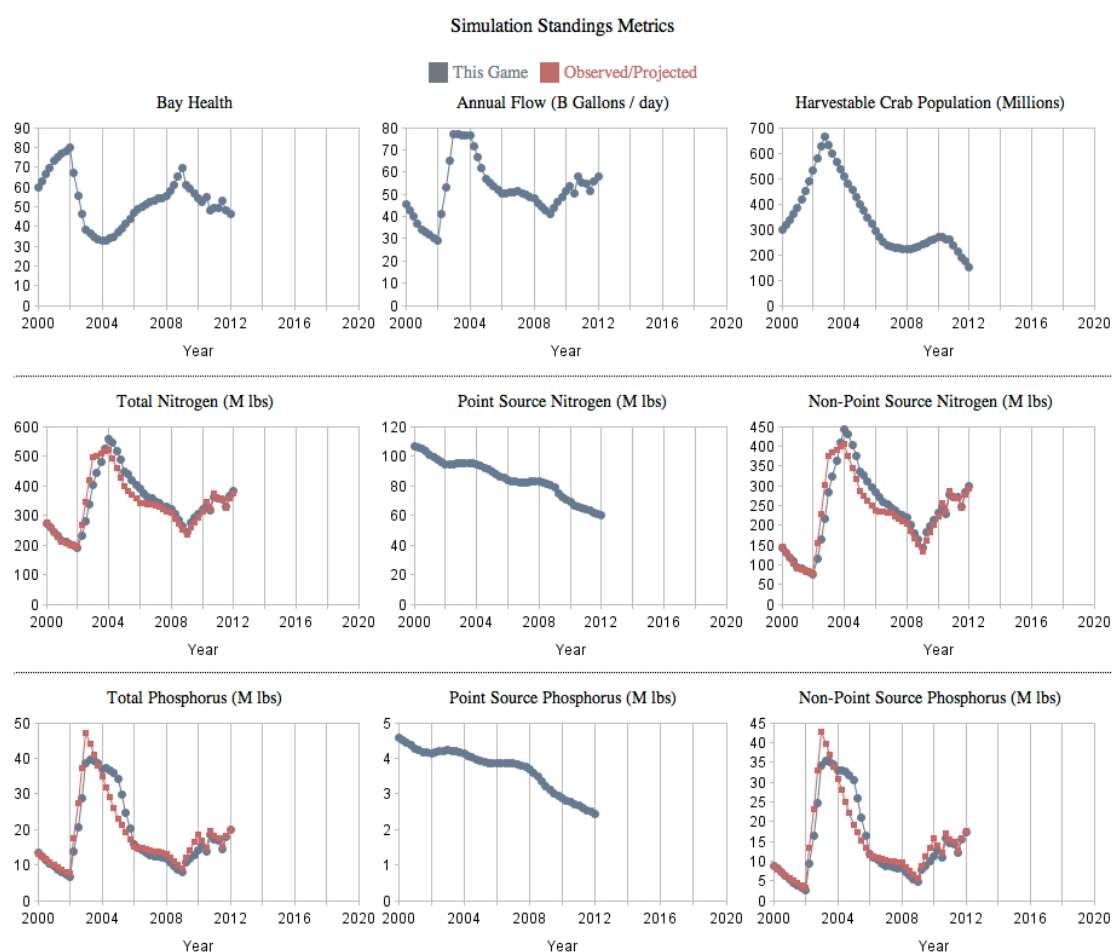 Simulation Standings Metrics
This Game Observed/Projected
Bay Health
90
80
70
60
50
40
30
20
10
0
2000 2004 2008 2012 2016 2020
Year
Annual Flow (B Gallons / day)
80
70
60
50
40
30
20
10
0
2000 2004 2008 2012 2016 2020
Year
Harvestable Crab Population (Millions)
700
600
500
400
300
200
100
0
2000 2004 2008 2012 2016 2020
Year
Total Nitrogen (M lbs)
600
500
400
300
200
100
0
2000 2004 2008 2012 2016 2020
Year
Point Source Nitrogen (M lbs)
120
100
80
60
40
20
0
2000 2004 2008 2012 2016 2020
Year
Non-Point Source Nitrogen (M lbs)
450
400
350
300
250
200
150
100
50
0
2000 2004 2008 2012 2016 2020
Year
Total Phosphorus (M lbs)
50
40
30
20
10
0
2000 2004 2008 2012 2016 2020
Year
Point Source Phosphorus (M lbs)
5
4
3
2
1
0
2000 2004 2008 2012 2016 2020
Year
Non-Point Source Phosphorus (M lbs)
45
40
35
30
25
20
15
10
5
0
2000 2004 2008 2012 2016 2020
Year